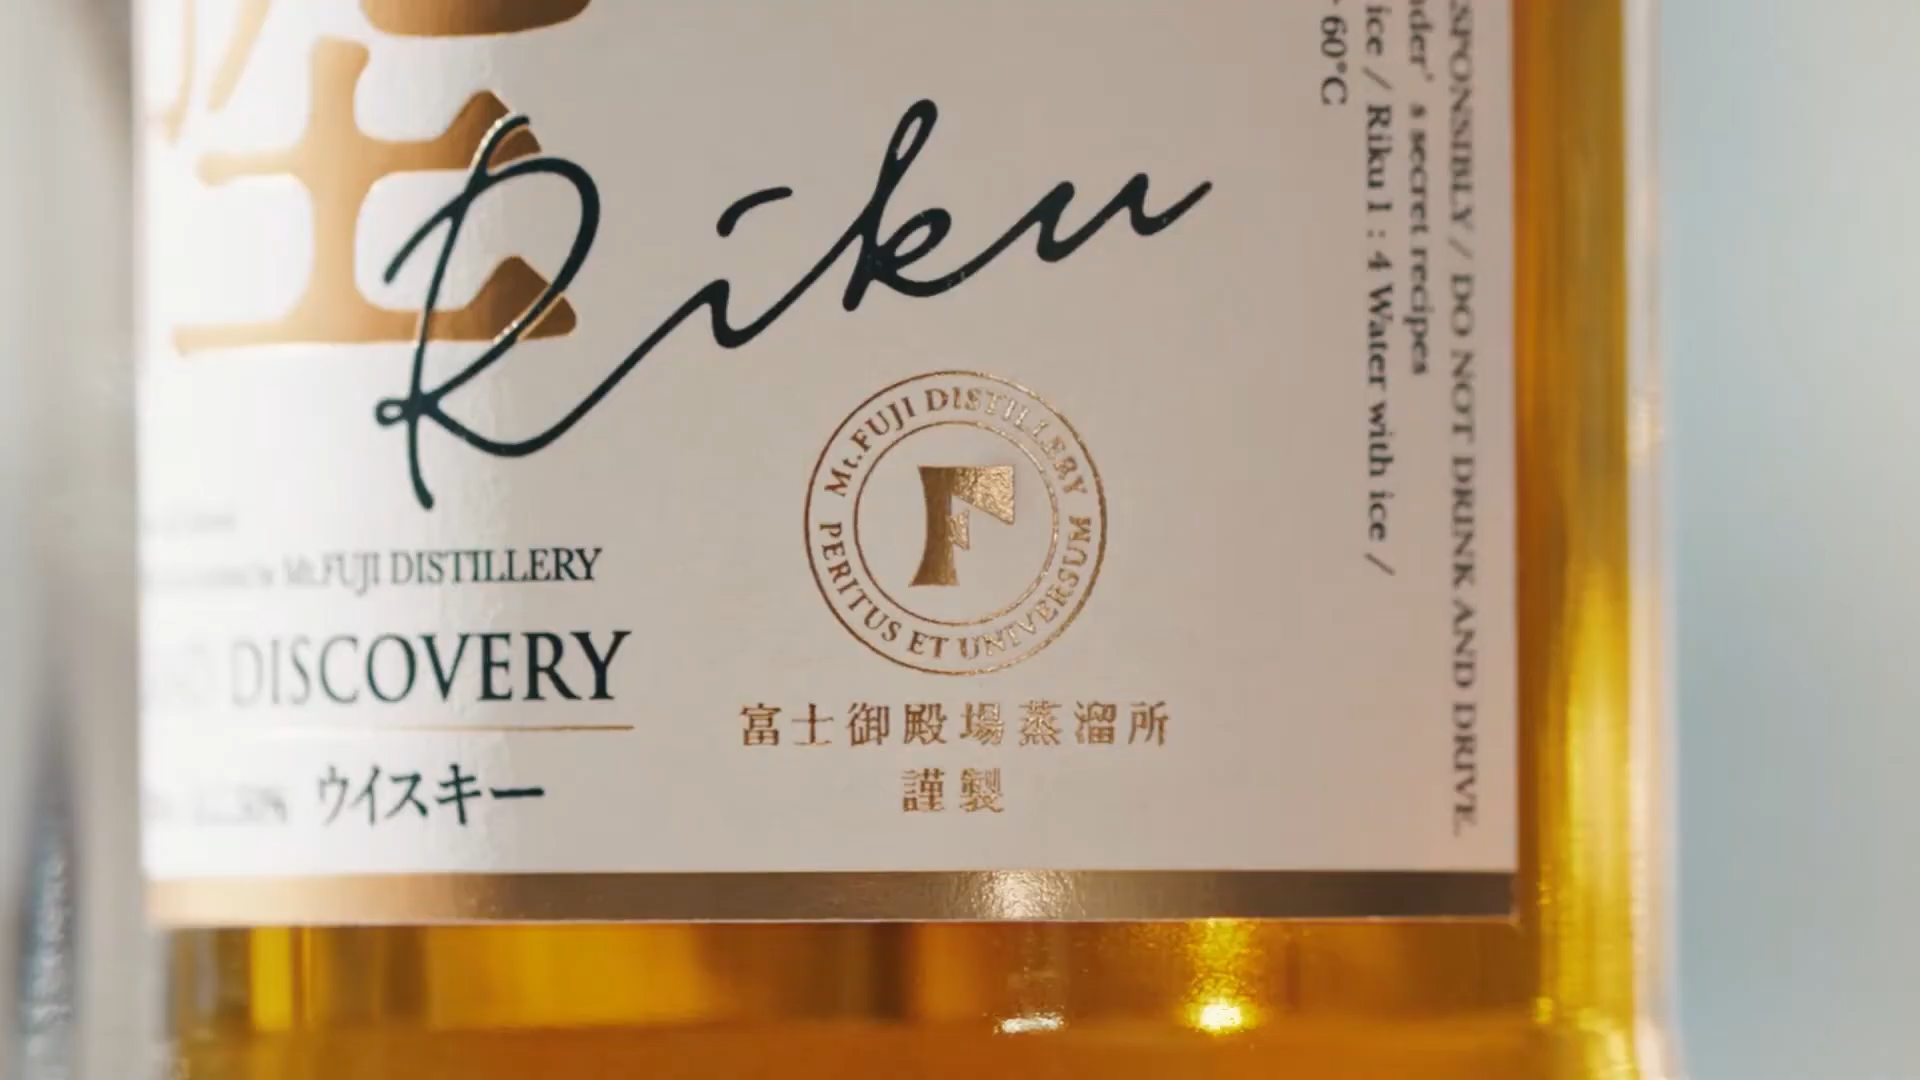 陸
Riku
Mt.FUJI DISTILLERY
DISCOVERY
ウイスキー
Mt.FUJI DISTILLERY
PERITUS ET UNIVERSUM
F
富士御殿場蒸溜所
謹製
SPONSIBLY / DO NOT DRINK AND DRIVE.
nder's secret recipes
ice / Riku 1 : 4 Water with ice /
60°C